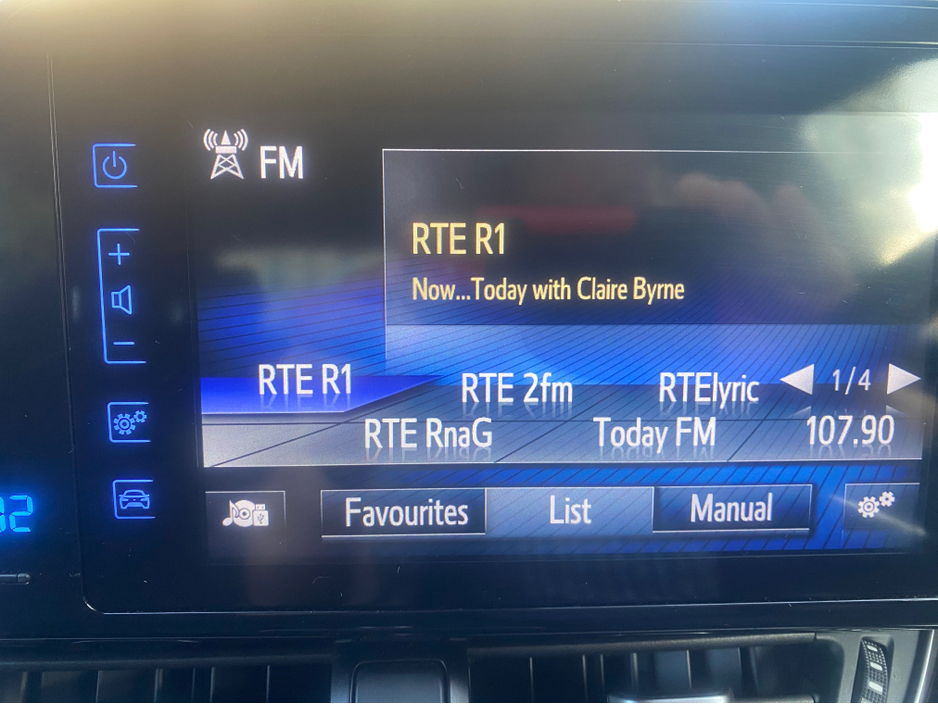 FM
RTE R1
Now...Today with Claire Byrne
RTE R1 RTE 2fm RTElyric 1/4
RTE RnaG Today FM 107.90
Favourites List Manual